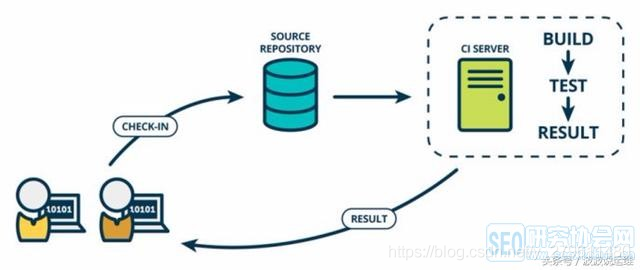 SOURCE
REPOSITORY
CI SERVER
BUILD
TEST
RESULT
CHECK-IN
10101
10101
RESULT
SEO研究协会网
https://blog.csdn.net/
头条号 / 波波说运维